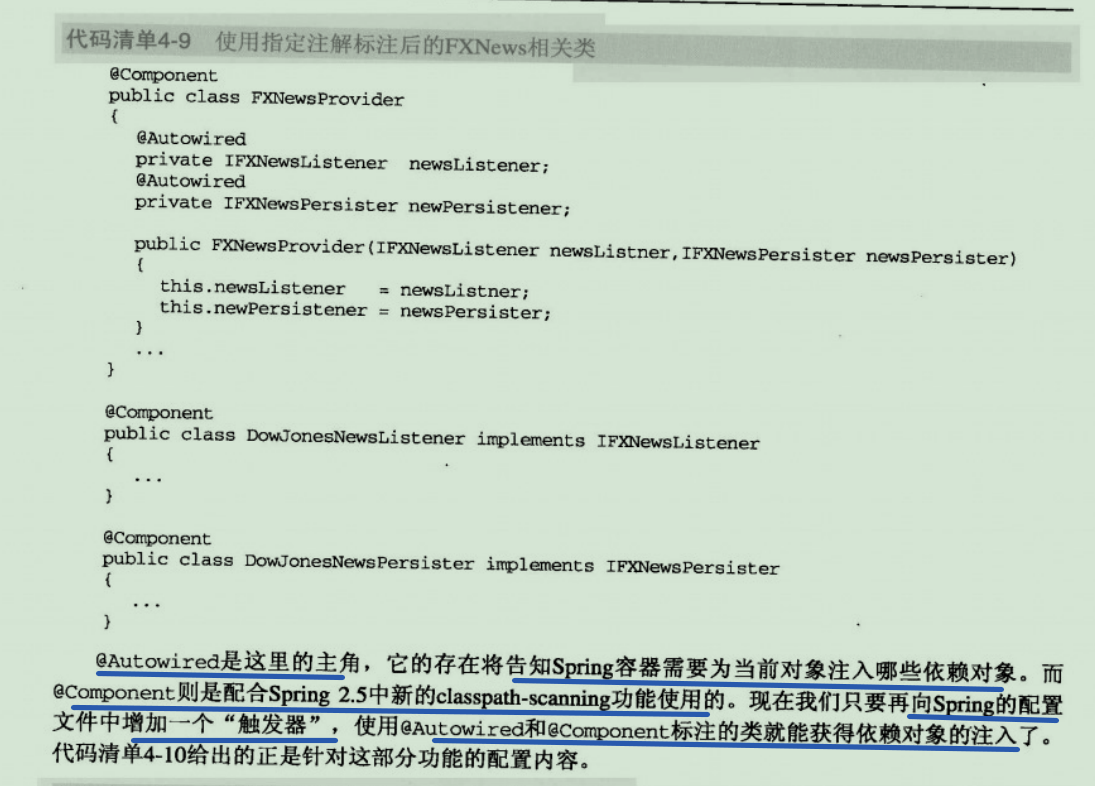 代码清单4-9 使用指定注解标注后的FXNews相关类
@Component
public class FXNewsProvider
{
@Autowired
private IFXNewsListener newsListener;
@Autowired
private IFXNewsPersister newPersistener;
public FXNewsProvider(IFXNewsListener newsListner,IFXNewsPersister newsPersister)
{
this.newsListener = newsListner;
this.newPersistener = newsPersister;
}
...
}
@Component
public class DowJonesNewsListener implements IFXNewsListener
{
...
}
@Component
public class DowJonesNewsPersister implements IFXNewsPersister
{
...
}
@Autowired是这里的主角，它的存在将告知Spring容器需要为当前对象注入哪些依赖对象。而
@Component则是配合Spring 2.5中新的classpath-scanning功能使用的。现在我们只要再向Spring的配置
文件中增加一个“触发器”，使用@Autowired和@Component标注的类就能获得依赖对象的注入了。
代码清单4-10给出的正是针对这部分功能的配置内容。